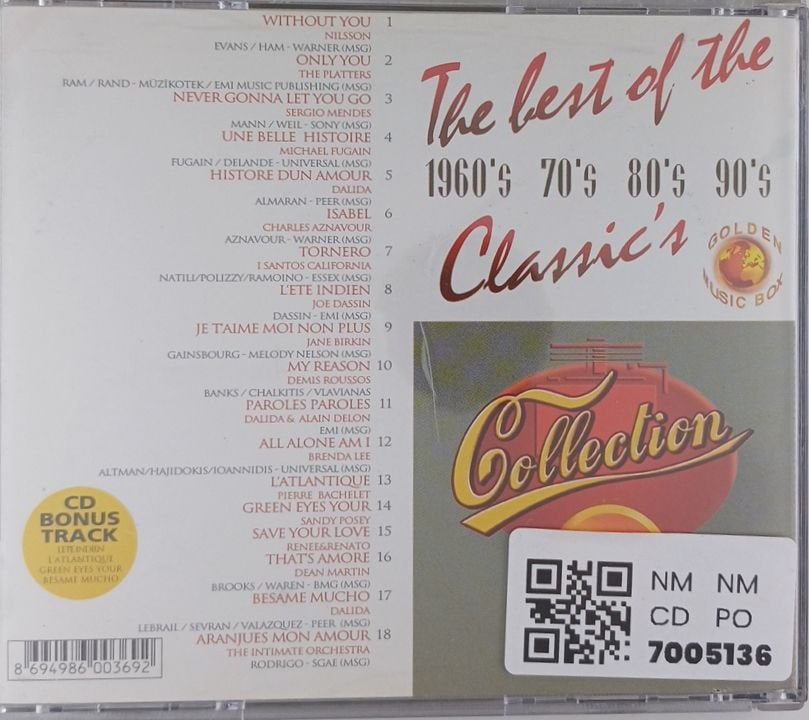 WITHOUT YOU 1
NILSSON
EVANS / HAM - WARNER (MSG)
ONLY YOU 2
THE PLATTERS
RAM / RAND - MÜZİKOTEK / EMI MUSIC PUBLISHING (MSG)
NEVER GONNA LET YOU GO 3
SERGIO MENDES
MANN / WEIL - SONY (MSG)
UNE BELLE HISTOIRE 4
MICHAEL FUGAIN
FUGAIN / DELANDE - UNIVERSAL (MSG)
HISTORE DUN AMOUR 5
DALIDA
ALMARAN - PEER (MSG)
ISABEL 6
CHARLES AZNAVOUR
AZNAVOUR - WARNER (MSG)
TORNERO 7
I SANTOS CALIFORNIA
NATILI/POLIZZY/RAMOINO - ESSEX (MSG)
L'ETE INDIEN 8
JOE DASSIN
DASSIN - EMI (MSG)
JE T'AIME MOI NON PLUS 9
JANE BIRKIN
GAINSBOURG - MELODY NELSON (MSG)
MY REASON 10
DEMIS ROUSSOS
BANKS / CHALKITIS / VLAVIANAS
PAROLES PAROLES 11
DALIDA & ALAIN DELON
EMI (MSG)
ALL ALONE AM I 12
BRENDA LEE
ALTMAN/HAJIDOKIS/IOANNIDIS - UNIVERSAL (MSG)
L'ATLANTIQUE 13
PIERRE BACHELET
GREEN EYES YOUR 14
SANDY POSEY
SAVE YOUR LOVE 15
RENEE&RENATO
THAT'S AMORE 16
DEAN MARTIN
BROOKS / WAREN - BMG (MSG)
BESAME MUCHO 17
DALIDA
LEBRAIL / SEVRAN / VALAZQUEZ - PEER (MSG)
ARANJUES MON AMOUR 18
THE INTIMATE ORCHESTRA
RODRIGO - SGAE (MSG)
CD
BONUS
TRACK
LETE INDIEN
L'ATLANTIQUE
GREEN EYES YOUR
BESAME MUCHO
8 694986 003692
The best of the
1960's 70's 80's 90's
Classic's
GOLDEN
MUSIC BOX
Collection
NM NM
CD PO
7005136